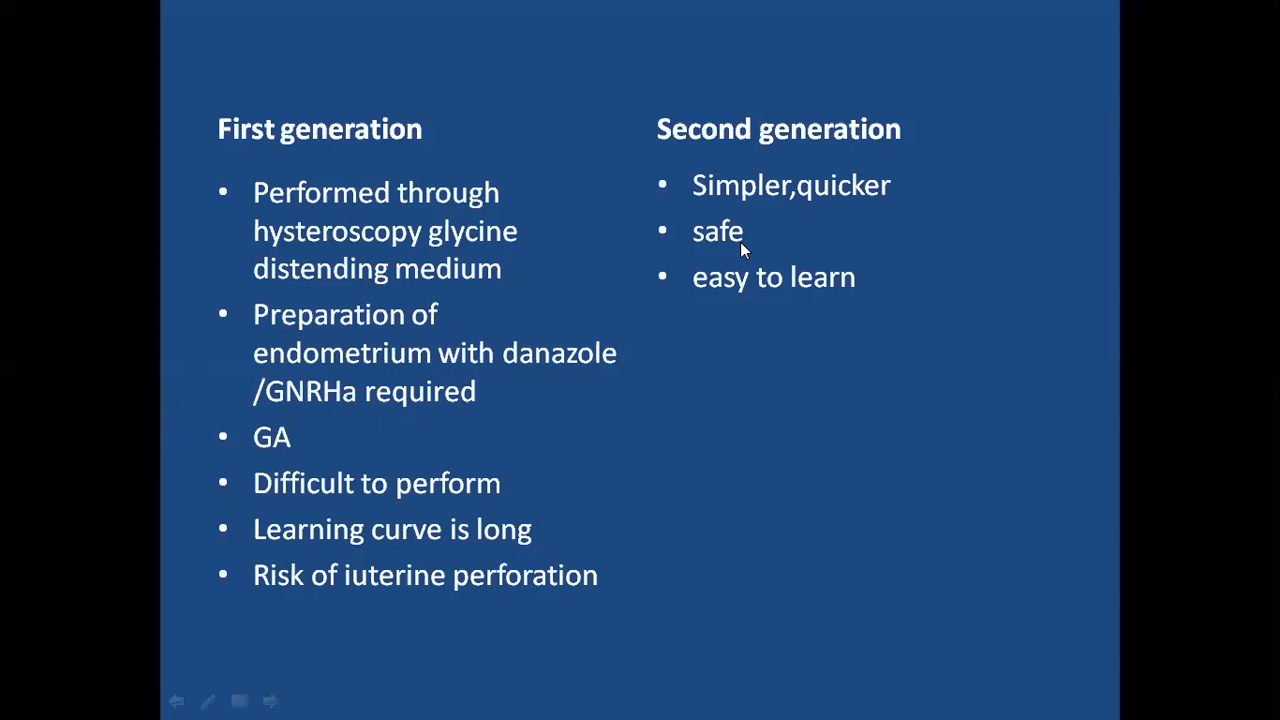 First generation
• Performed through
hysteroscopy glycine
distending medium
• Preparation of
endometrium with danazole
/GNRHa required
• GA
• Difficult to perform
• Learning curve is long
• Risk of iuterine perforation
Second generation
• Simpler,quicker
• safe
• easy to learn